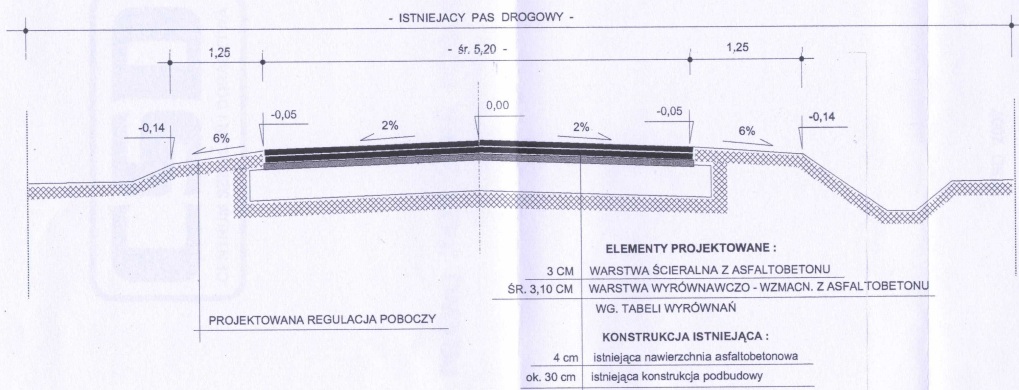 - ISTNIEJACY PAS DROGOWY -
1,25 - śr. 5,20 - 1,25
-0,14 6% -0,05 2% 0,00 2% -0,05 6% -0,14
ELEMENTY PROJEKTOWANE :
3 CM WARSTWA ŚCIERALNA Z ASFALTOBETONU
ŚR. 3,10 CM WARSTWA WYRÓWNAWCZO - WZMACN. Z ASFALTOBETONU
WG. TABELI WYRÓWNAŃ
PROJEKTOWANA REGULACJA POBOCZY
KONSTRUKCJA ISTNIEJĄCA :
4 cm istniejąca nawierzchnia asfaltobetonowa
ok. 30 cm istniejąca konstrukcja podbudowy